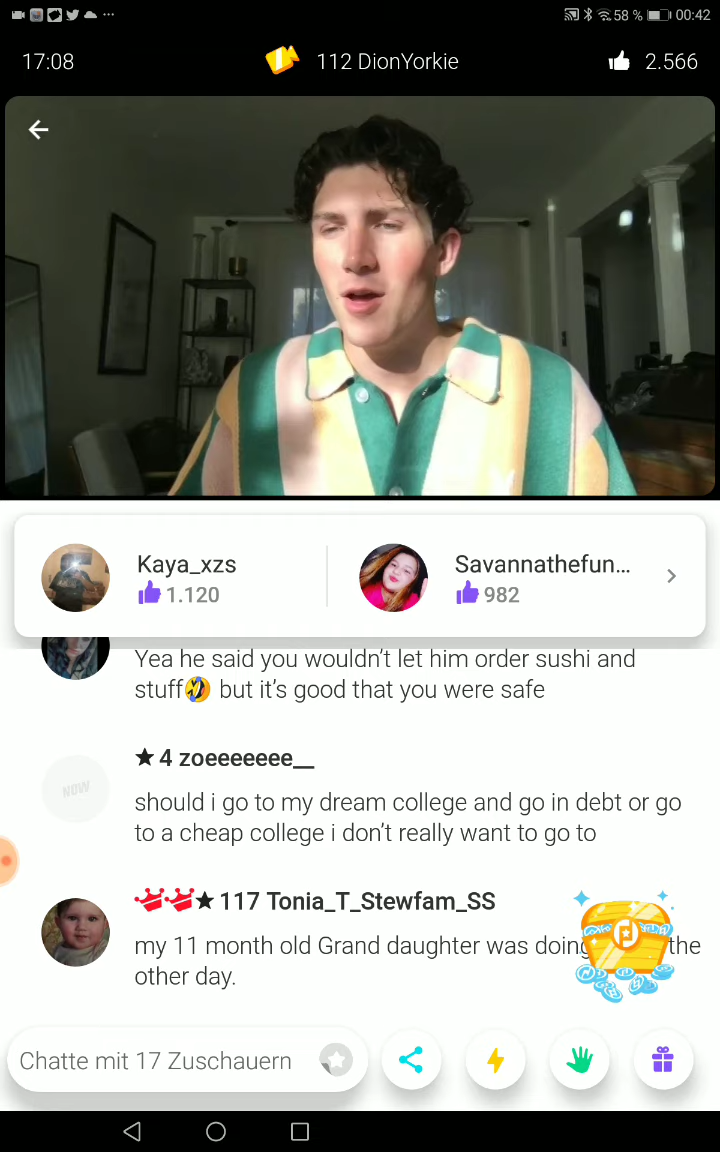 58 % 00:42
17:08 112 DionYorkie 2.566
Kaya_xzs
1.120
Savannathefun...
982
Yea he said you wouldn't let him order sushi and
stuff🤣 but it's good that you were safe
★ 4 zoeeeeeee__
NOW
should i go to my dream college and go in debt or go
to a cheap college i don't really want to go to
★ 117 Tonia_T_Stewfam_SS
my 11 month old Grand daughter was doing the
other day.
Chatte mit 17 Zuschauern